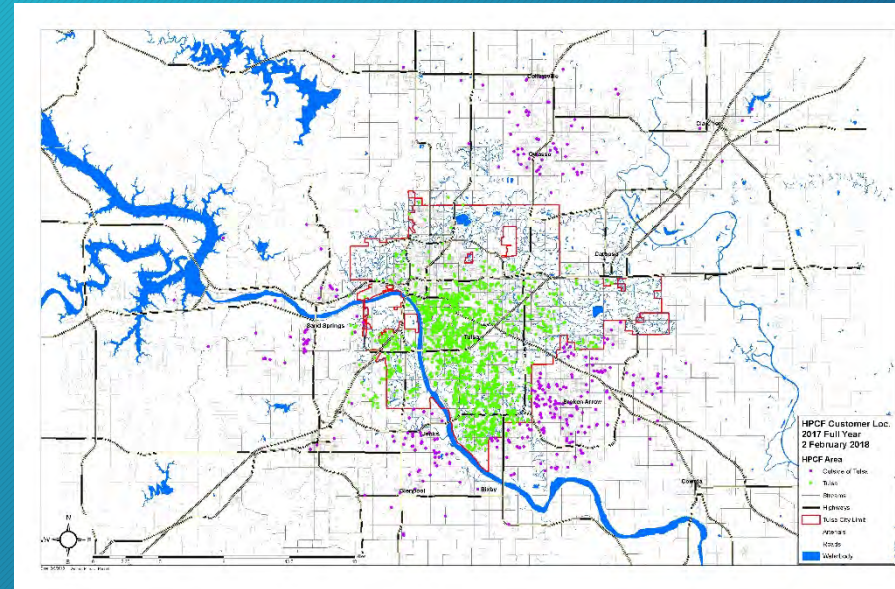 Collinsville
Owasso
Catoosa
Sand Springs
Tulsa
Broken Arrow
Jenks
Glenpool
Bixby
Coweta
N
HPCF Customer Loc.
2017 Full Year
2 February 2018
HPCF Area
Outside of Tulsa
Tulsa
Streams
Highways
Tulsa City Limit
Arterials
Roads
Waterbody